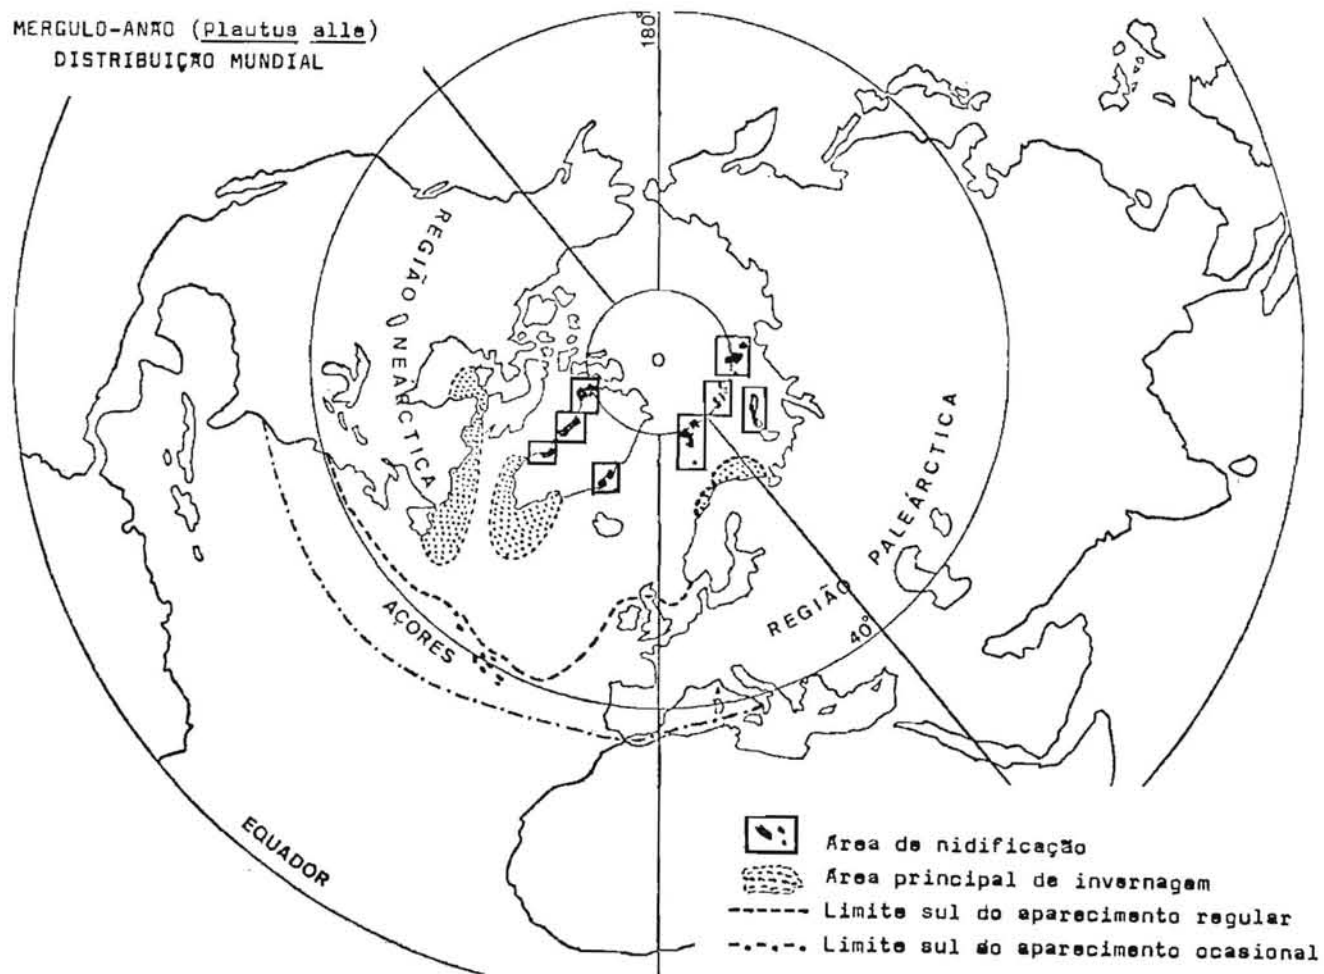 MERGULO-ANÃO (Plautus alle)
DISTRIBUIÇÃO MUNDIAL
180°
REGIÃO NEÁRCTICA
REGIÃO PALEÁRCTICA
40°
AÇORES
EQUADOR
Área de nidificação
Área principal de invernagem
Limite sul do aparecimento regular
Limite sul do aparecimento ocasional